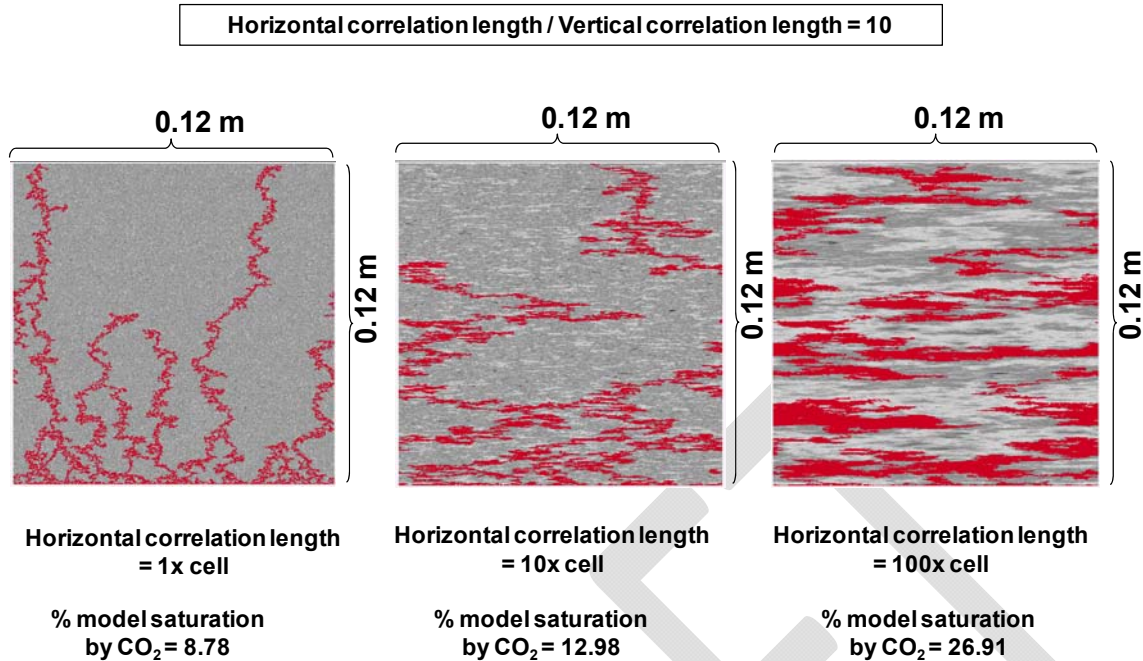 Horizontal correlation length / Vertical correlation length = 10
0.12 m
0.12 m
0.12 m
0.12 m
0.12 m
0.12 m
Horizontal correlation length
= 1x cell
Horizontal correlation length
= 10x cell
Horizontal correlation length
= 100x cell
% model saturation
by CO₂ = 8.78
% model saturation
by CO₂ = 12.98
% model saturation
by CO₂ = 26.91